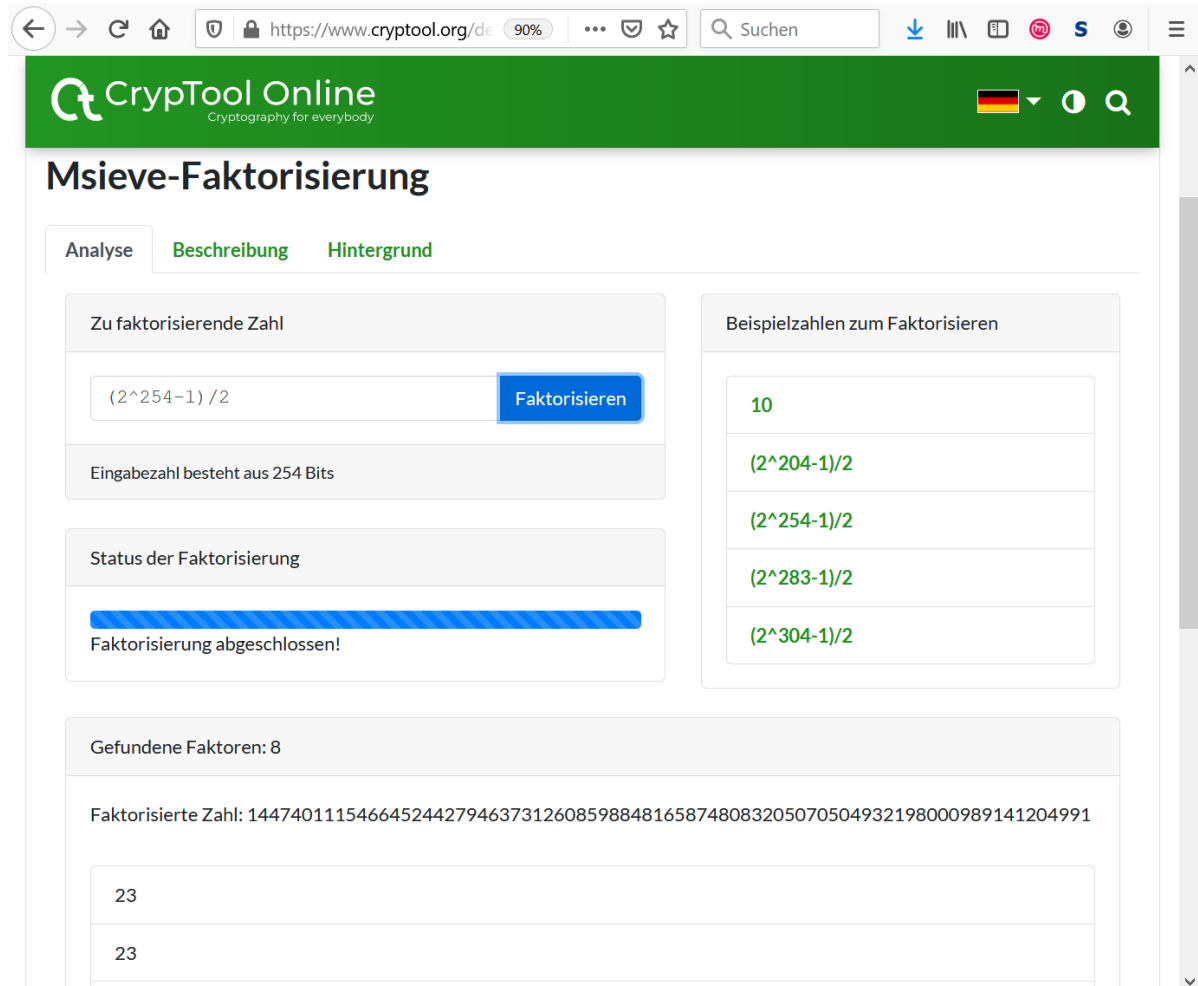 https://www.cryptool.org/de 90% ... Suchen
CrypTool Online
Cryptography for everybody
Msieve-Faktorisierung
Analyse Beschreibung Hintergrund
Zu faktorisierende Zahl
(2^254-1)/2 Faktorisieren
Eingabezahl besteht aus 254 Bits
Status der Faktorisierung
Faktorisierung abgeschlossen!
Beispielzahlen zum Faktorisieren
10
(2^204-1)/2
(2^254-1)/2
(2^283-1)/2
(2^304-1)/2
Gefundene Faktoren: 8
Faktorisierte Zahl: 14474011154664524427946373126085988481658748083205070504932198000989141204991
23
23